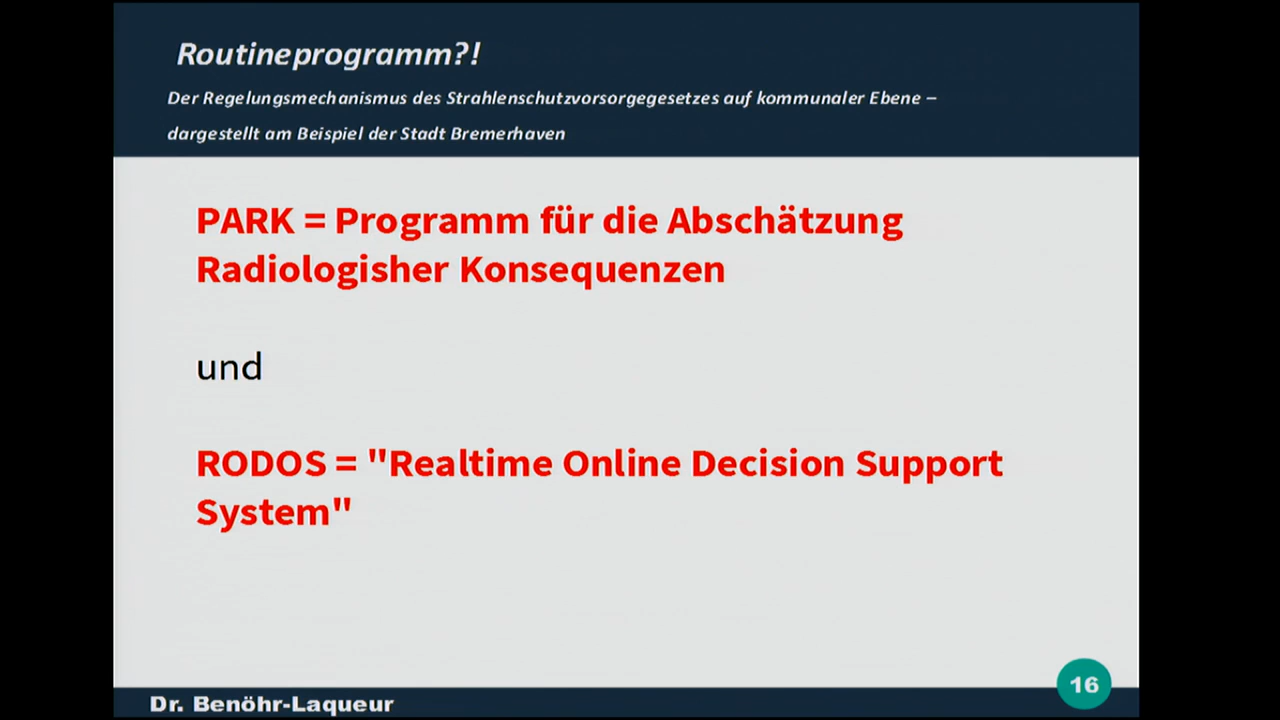 Routineprogramm?!
Der Regelungsmechanismus des Strahlenschutzvorsorgegesetzes auf kommunaler Ebene –
dargestellt am Beispiel der Stadt Bremerhaven
PARK = Programm für die Abschätzung
Radiologisher Konsequenzen
und
RODOS = "Realtime Online Decision Support
System"
Dr. Benöhr-Laqueur
16